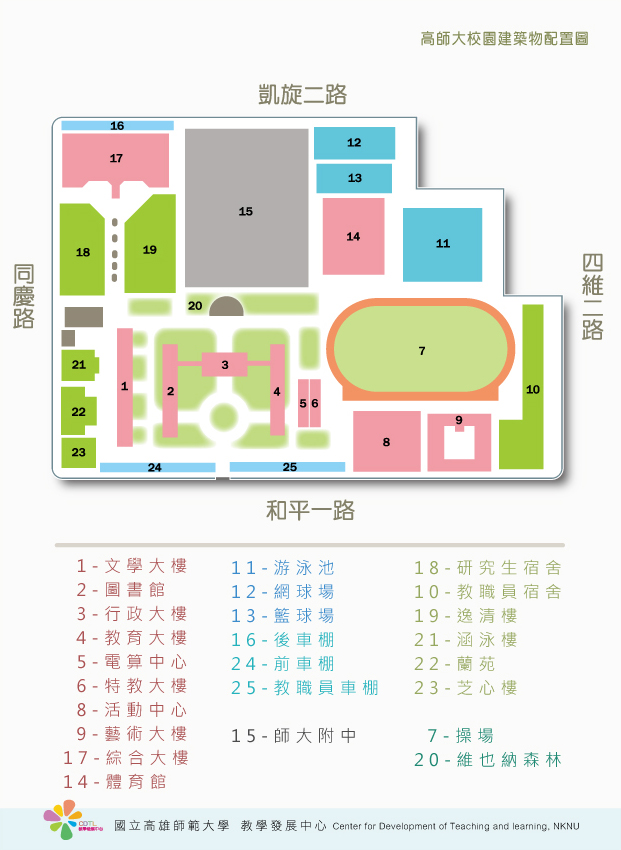 高師大校園建築物配置圖
凱旋二路
16
17
12
13
15
14
11
18
19
同慶路
四維二路
20
7
21
1
2
3
4
5 6
10
22
8
9
23
24
25
和平一路
1-文學大樓
2-圖書館
3-行政大樓
4-教育大樓
5-電算中心
6-特教大樓
8-活動中心
9-藝術大樓
17-綜合大樓
14-體育館
11-游泳池
12-網球場
13-籃球場
16-後車棚
24-前車棚
25-教職員車棚
15-師大附中
18-研究生宿舍
10-教職員宿舍
19-逸清樓
21-涵泳樓
22-蘭苑
23-芝心樓
7-操場
20-維也納森林
CDTL
教學發展中心
國立高雄師範大學 教學發展中心 Center for Development of Teaching and learning, NKNU